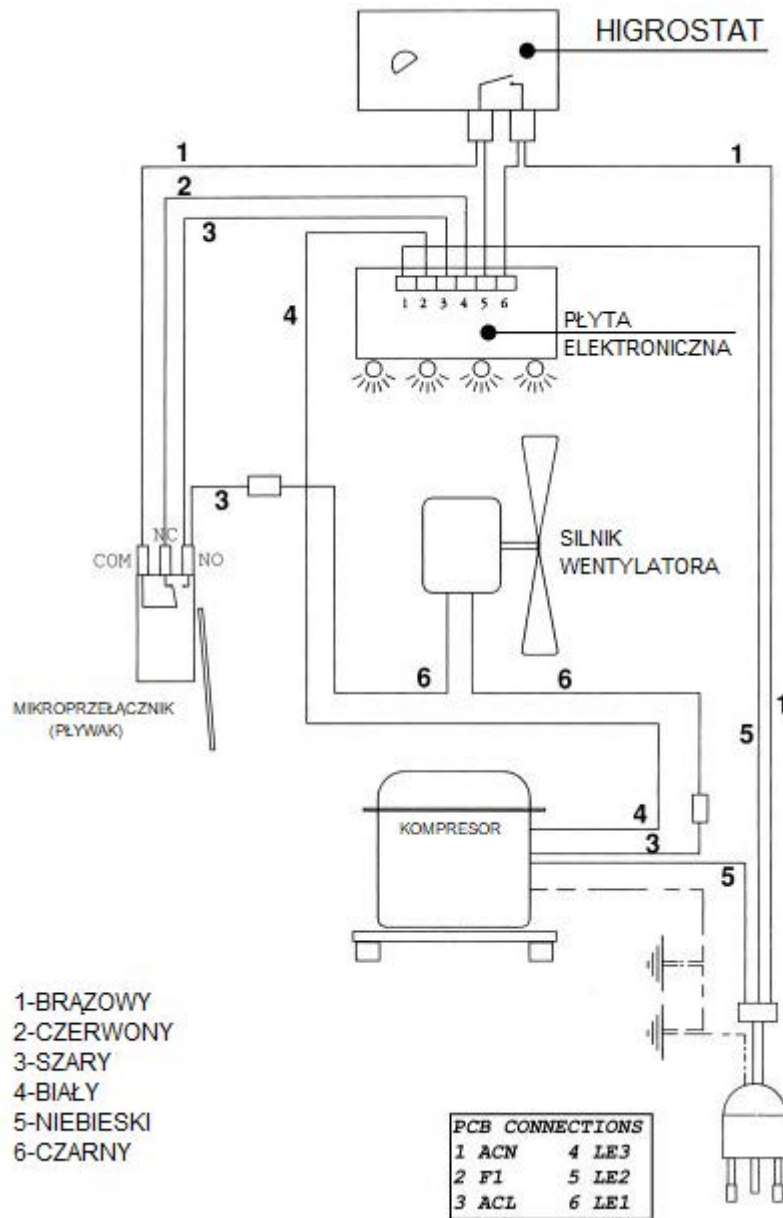 HIGROSTAT
1
1
2
3
4
1 2 3 4 5 6
PŁYTA
ELEKTRONICZNA
3
NC
COM
NO
SILNIK
WENTYLATORA
6
6
MIKROPRZEŁĄCZNIK
(PŁYWAK)
5
1
KOMPRESOR
4
3
5
1-BRĄZOWY
2-CZERWONY
3-SZARY
4-BIAŁY
5-NIEBIESKI
6-CZARNY
PCB CONNECTIONS
1 ACN 4 LE3
2 F1 5 LE2
3 ACL 6 LE1